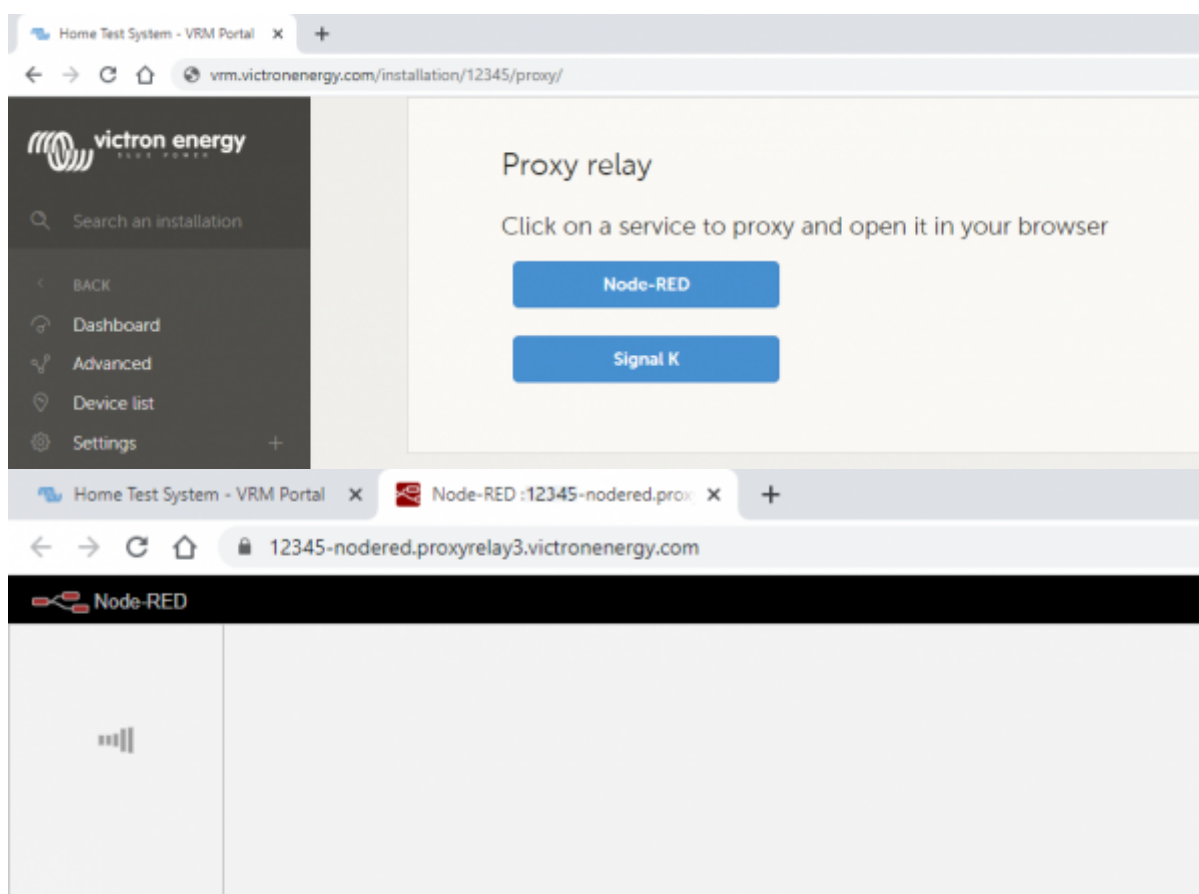 Home Test System - VRM Portal
vrm.victronenergy.com/installation/12345/proxy/
victron energy
BLUE POWER
Search an installation
BACK
Dashboard
Advanced
Device list
Settings
Proxy relay
Click on a service to proxy and open it in your browser
Node-RED
Signal K
Home Test System - VRM Portal
Node-RED :12345-nodered.prox
12345-nodered.proxyrelay3.victronenergy.com
Node-RED